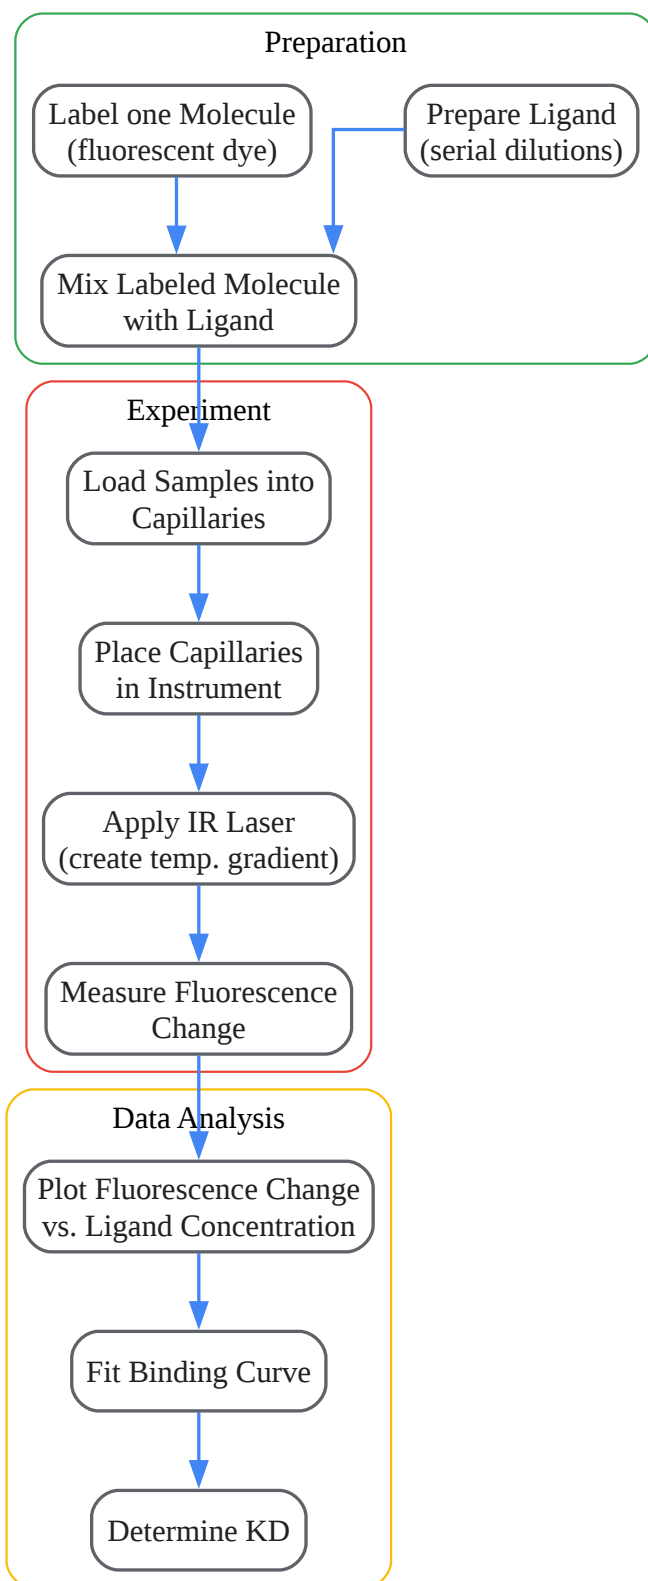 Preparation
Label one Molecule
(fluorescent dye)
Prepare Ligand
(serial dilutions)
Mix Labeled Molecule
with Ligand
Experiment
Load Samples into
Capillaries
Place Capillaries
in Instrument
Apply IR Laser
(create temp. gradient)
Measure Fluorescence
Change
Data Analysis
Plot Fluorescence Change
vs. Ligand Concentration
Fit Binding Curve
Determine KD